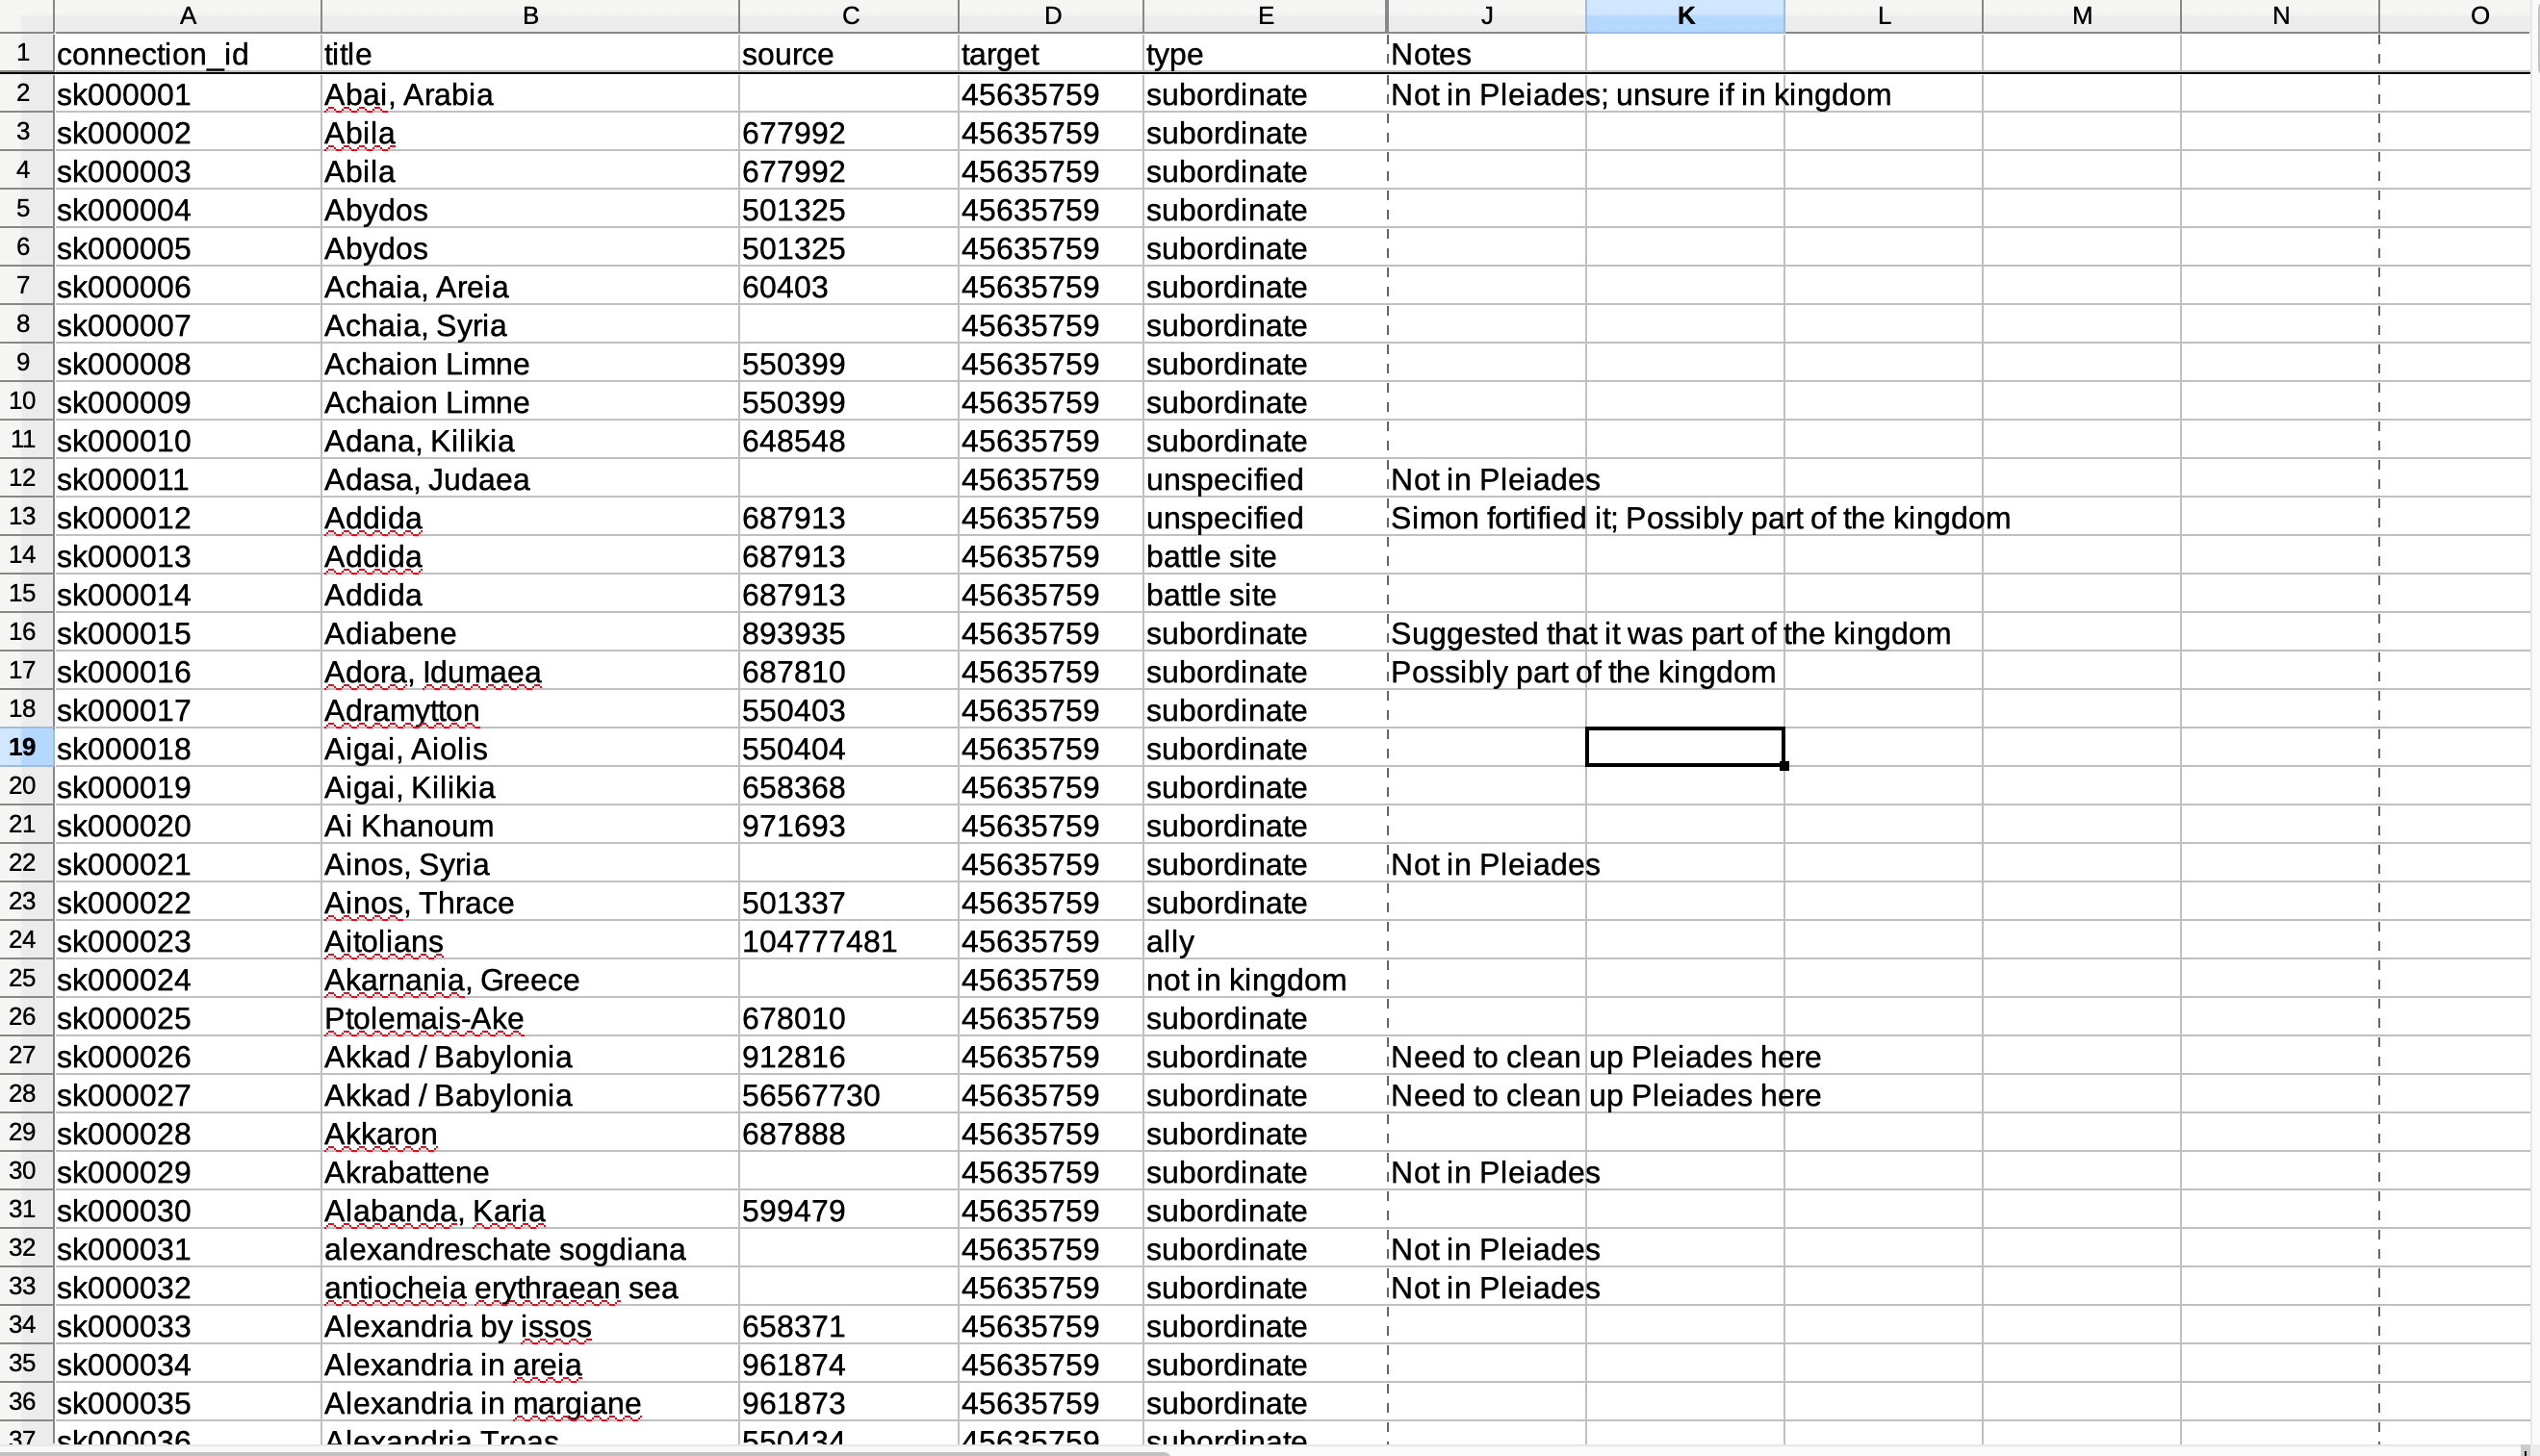 A B C D E J K L M N O
1 connection_id title source target type Notes
2 sk000001 Abai, Arabia 45635759 subordinate Not in Pleiades; unsure if in kingdom
3 sk000002 Abila 677992 45635759 subordinate
4 sk000003 Abila 677992 45635759 subordinate
5 sk000004 Abydos 501325 45635759 subordinate
6 sk000005 Abydos 501325 45635759 subordinate
7 sk000006 Achaia, Areia 60403 45635759 subordinate
8 sk000007 Achaia, Syria 45635759 subordinate
9 sk000008 Achaion Limne 550399 45635759 subordinate
10 sk000009 Achaion Limne 550399 45635759 subordinate
11 sk000010 Adana, Kilikia 648548 45635759 subordinate
12 sk000011 Adasa, Judaea 45635759 unspecified Not in Pleiades
13 sk000012 Addida 687913 45635759 unspecified Simon fortified it; Possibly part of the kingdom
14 sk000013 Addida 687913 45635759 battle site
15 sk000014 Addida 687913 45635759 battle site
16 sk000015 Adiabene 893935 45635759 subordinate Suggested that it was part of the kingdom
17 sk000016 Adora, Idumaea 687810 45635759 subordinate Possibly part of the kingdom
18 sk000017 Adramytton 550403 45635759 subordinate
19 sk000018 Aigai, Aiolis 550404 45635759 subordinate
20 sk000019 Aigai, Kilikia 658368 45635759 subordinate
21 sk000020 Ai Khanoum 971693 45635759 subordinate
22 sk000021 Ainos, Syria 45635759 subordinate Not in Pleiades
23 sk000022 Ainos, Thrace 501337 45635759 subordinate
24 sk000023 Aitolians 104777481 45635759 ally
25 sk000024 Akarnania, Greece 45635759 not in kingdom
26 sk000025 Ptolemais-Ake 678010 45635759 subordinate
27 sk000026 Akkad / Babylonia 912816 45635759 subordinate Need to clean up Pleiades here
28 sk000027 Akkad / Babylonia 56567730 45635759 subordinate Need to clean up Pleiades here
29 sk000028 Akkaron 687888 45635759 subordinate
30 sk000029 Akrabattene 45635759 subordinate Not in Pleiades
31 sk000030 Alabanda, Karia 599479 45635759 subordinate
32 sk000031 alexandreschate sogdiana 45635759 subordinate Not in Pleiades
33 sk000032 antiocheia erythraean sea 45635759 subordinate Not in Pleiades
34 sk000033 Alexandria by issos 658371 45635759 subordinate
35 sk000034 Alexandria in areia 961874 45635759 subordinate
36 sk000035 Alexandria in margiane 961873 45635759 subordinate
37 sk000036 Alexandria Troas 550434 45635759 subordinate